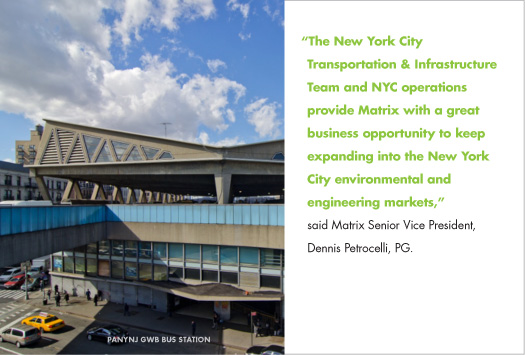 “The New York City
Transportation & Infrastructure
Team and NYC operations
provide Matrix with a great
business opportunity to keep
expanding into the New York
City environmental and
engineering markets,”
said Matrix Senior Vice President,
Dennis Petrocelli, PG.
PANYNJ GWB BUS STATION